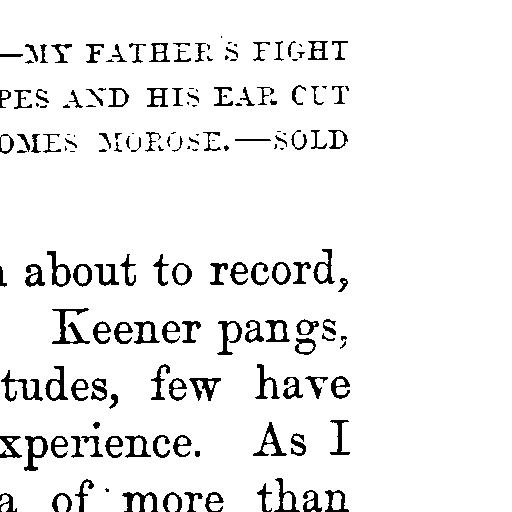 —MY FATHER'S FIGHT
PES AND HIS EAR CUT
OMES MOROSE.—SOLD
about to record,
Keener pangs,
tudes, few have
xperience. As I
a of more than